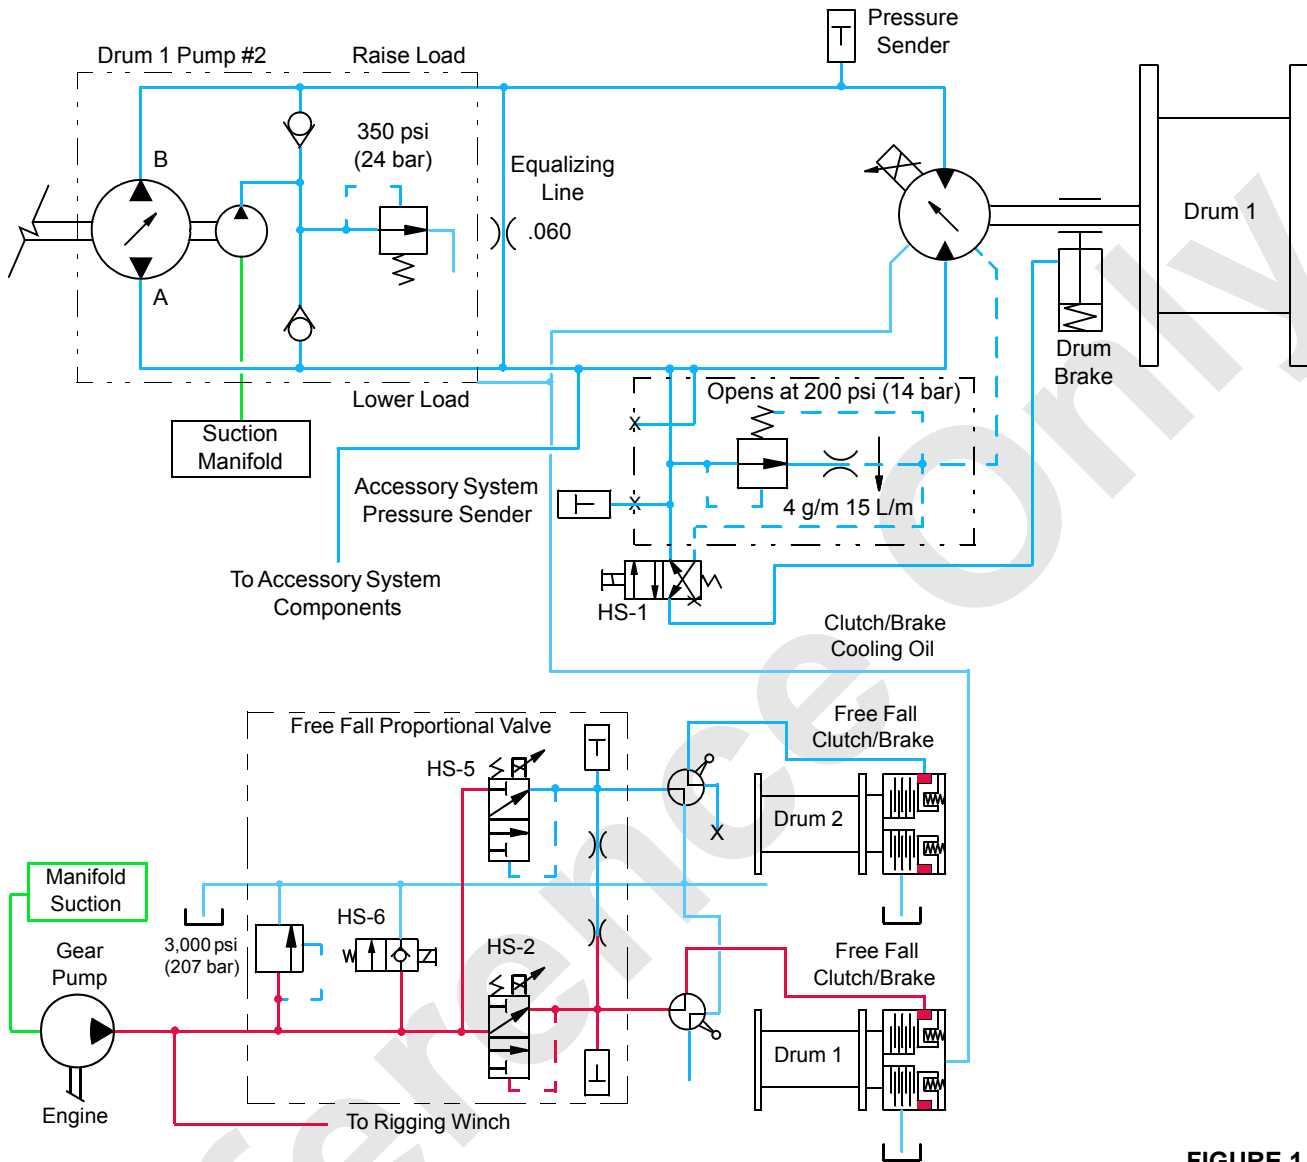 Pressure
Sender
Drum 1 Pump #2
Raise Load
350 psi
(24 bar)
B
Equalizing
Line
.060
Drum 1
A
Drum
Brake
Lower Load
Opens at 200 psi (14 bar)
Suction
Manifold
Accessory System
Pressure Sender
X
X
4 g/m 15 L/m
To Accessory System
Components
HS-1
Clutch/Brake
Cooling Oil
Free Fall Proportional Valve
Free Fall
Clutch/Brake
HS-5
Drum 2
X
Manifold
Suction
HS-6
3,000 psi
(207 bar)
HS-2
Gear
Pump
Free Fall
Clutch/Brake
Drum 1
Engine
To Rigging Winch
FIGURE 1
ference Only